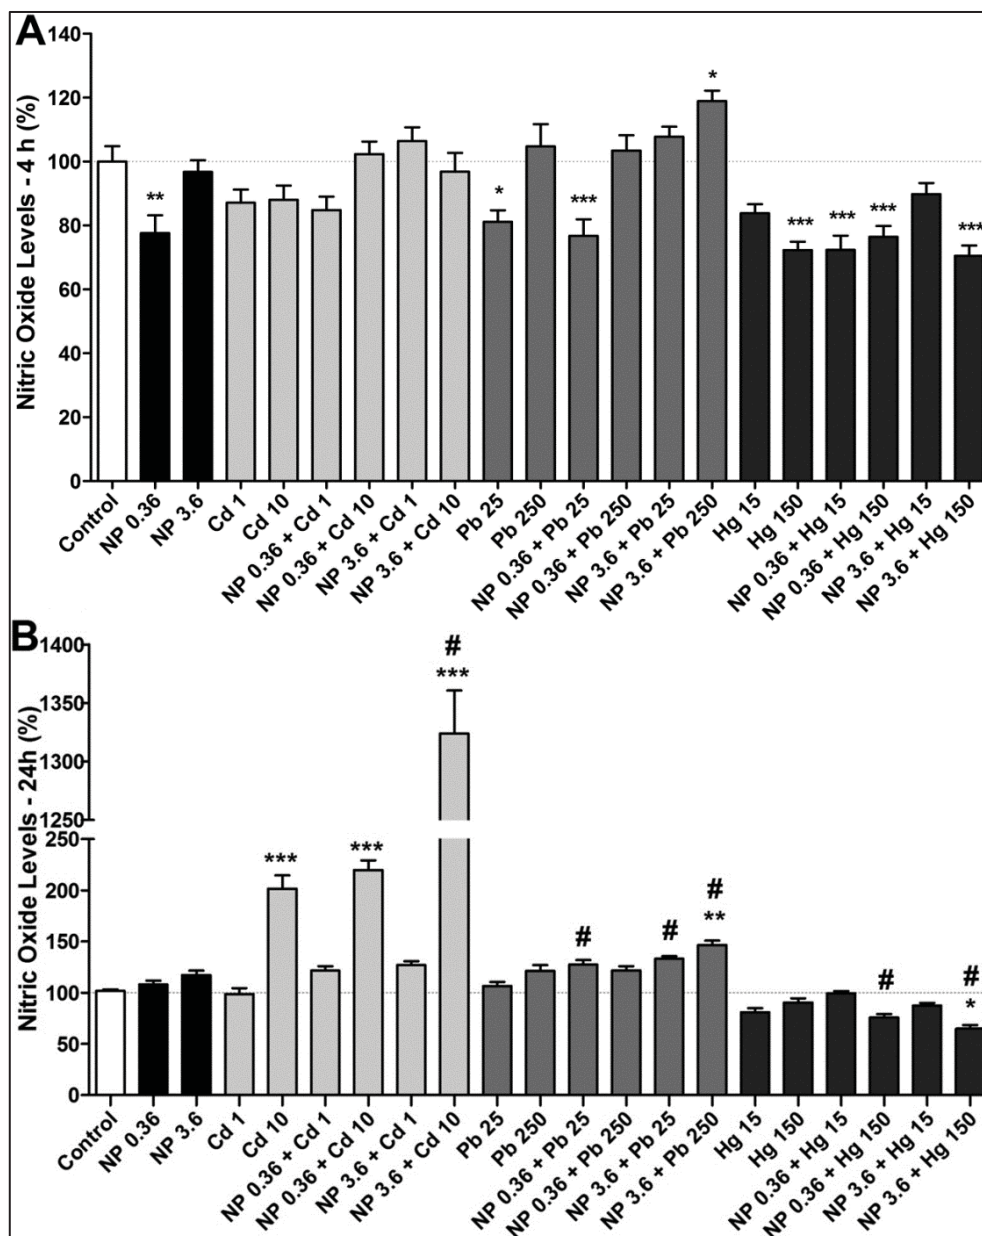 A
Nitric Oxide Levels - 4 h (%)
140
120
100
80
60
40
20
0
*
**
*
***
***
***
***
***
Control
NP 0.36
NP 3.6
Cd 1
Cd 10
NP 0.36 + Cd 1
NP 0.36 + Cd 10
NP 3.6 + Cd 1
NP 3.6 + Cd 10
Pb 25
Pb 250
NP 0.36 + Pb 25
NP 0.36 + Pb 250
NP 3.6 + Pb 25
NP 3.6 + Pb 250
Hg 15
Hg 150
NP 0.36 + Hg 15
NP 0.36 + Hg 150
NP 3.6 + Hg 15
NP 3.6 + Hg 150
B
Nitric Oxide Levels - 24h (%)
1400
1350
1300
1250
250
200
150
100
50
0
#
***
***
***
#
#
#
**
#
#
*
Control
NP 0.36
NP 3.6
Cd 1
Cd 10
NP 0.36 + Cd 1
NP 0.36 + Cd 10
NP 3.6 + Cd 1
NP 3.6 + Cd 10
Pb 25
Pb 250
NP 0.36 + Pb 25
NP 0.36 + Pb 250
NP 3.6 + Pb 25
NP 3.6 + Pb 250
Hg 15
Hg 150
NP 0.36 + Hg 15
NP 0.36 + Hg 150
NP 3.6 + Hg 15
NP 3.6 + Hg 150